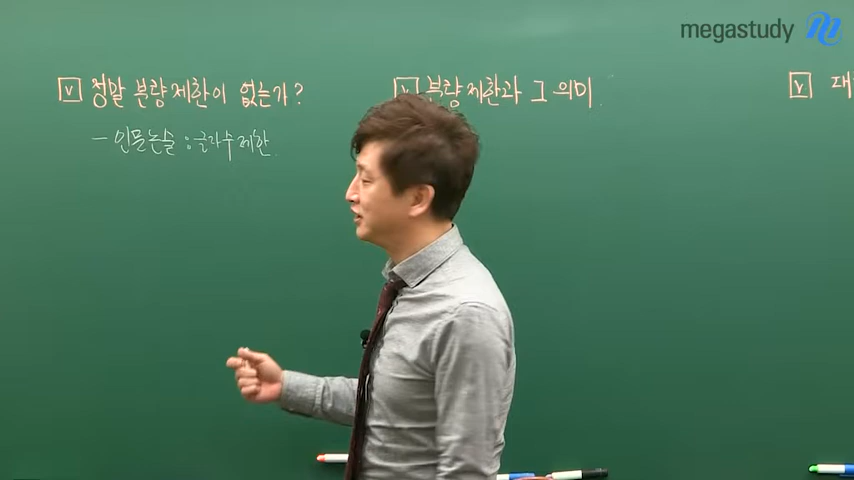 megastudy
V 정말 분량 제한이 없는가?
- 인문논술 : 글자수 제한
V 분량 제한과 그 의미
V 대